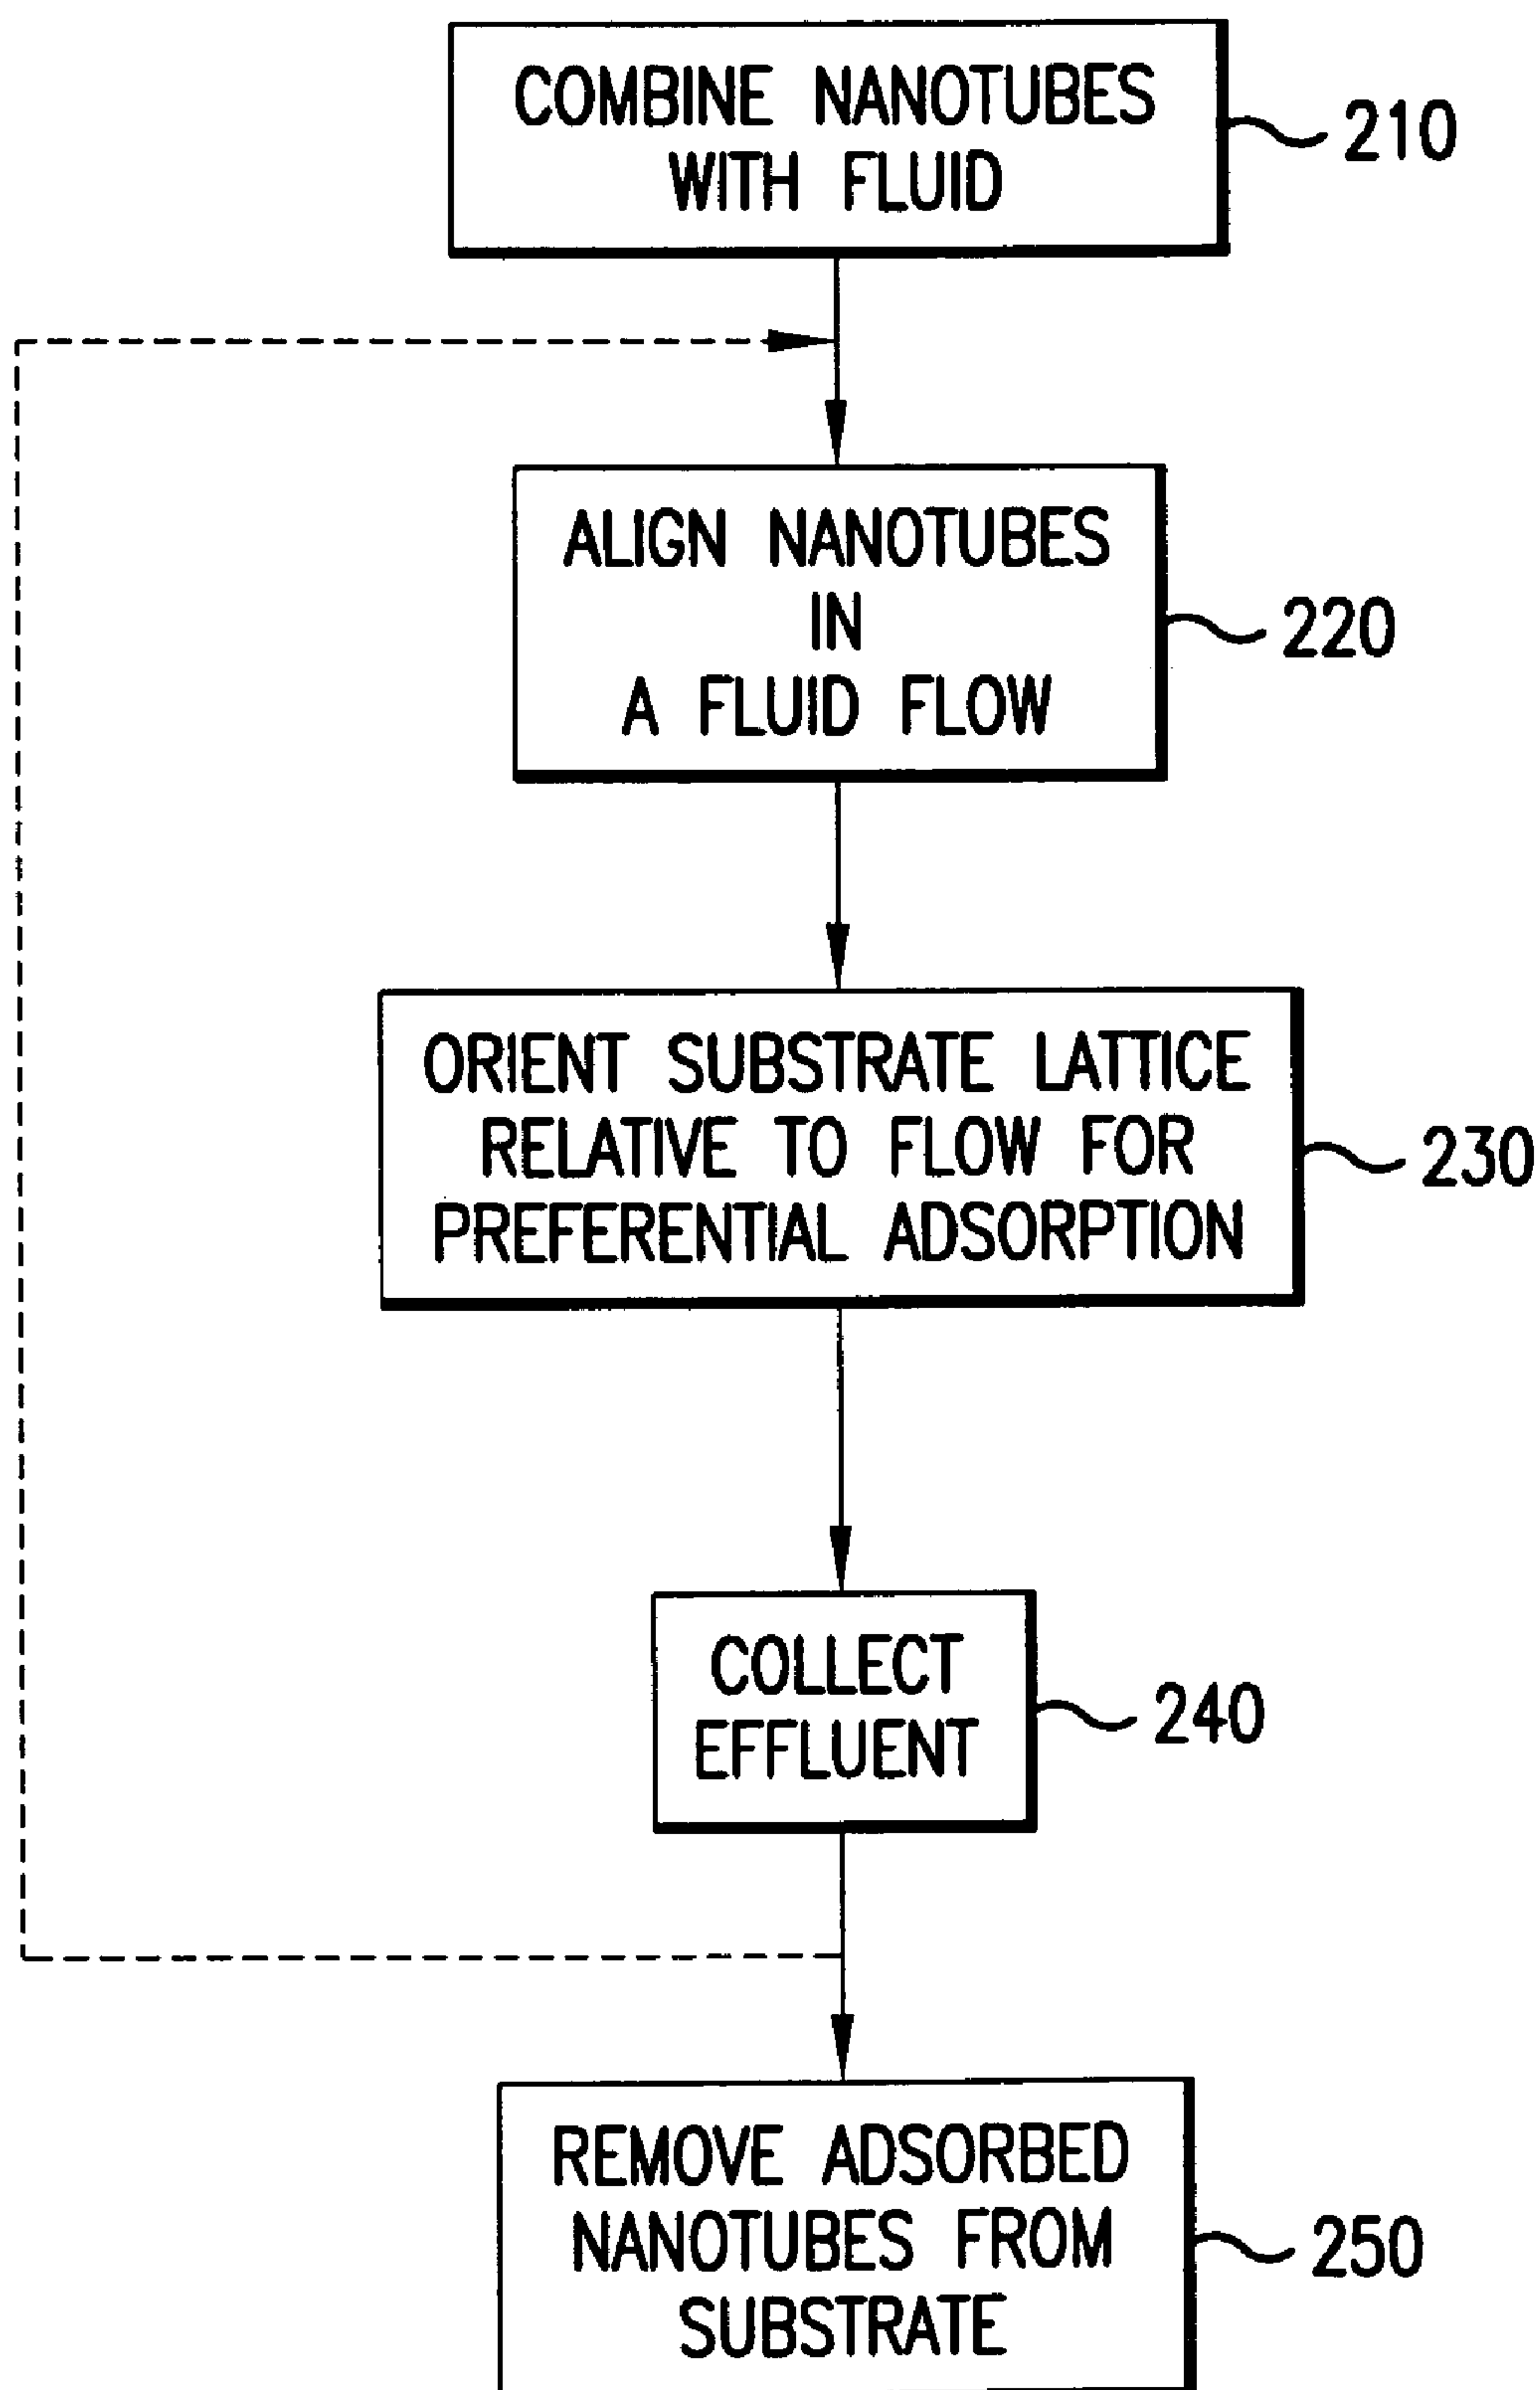 COMBINE NANOTUBES
WITH FLUID
210
ALIGN NANOTUBES
IN
A FLUID FLOW
220
ORIENT SUBSTRATE LATTICE
RELATIVE TO FLOW FOR
PREFERENTIAL ADSORPTION
230
COLLECT
EFFLUENT
240
REMOVE ADSORBED
NANOTUBES FROM
SUBSTRATE
250